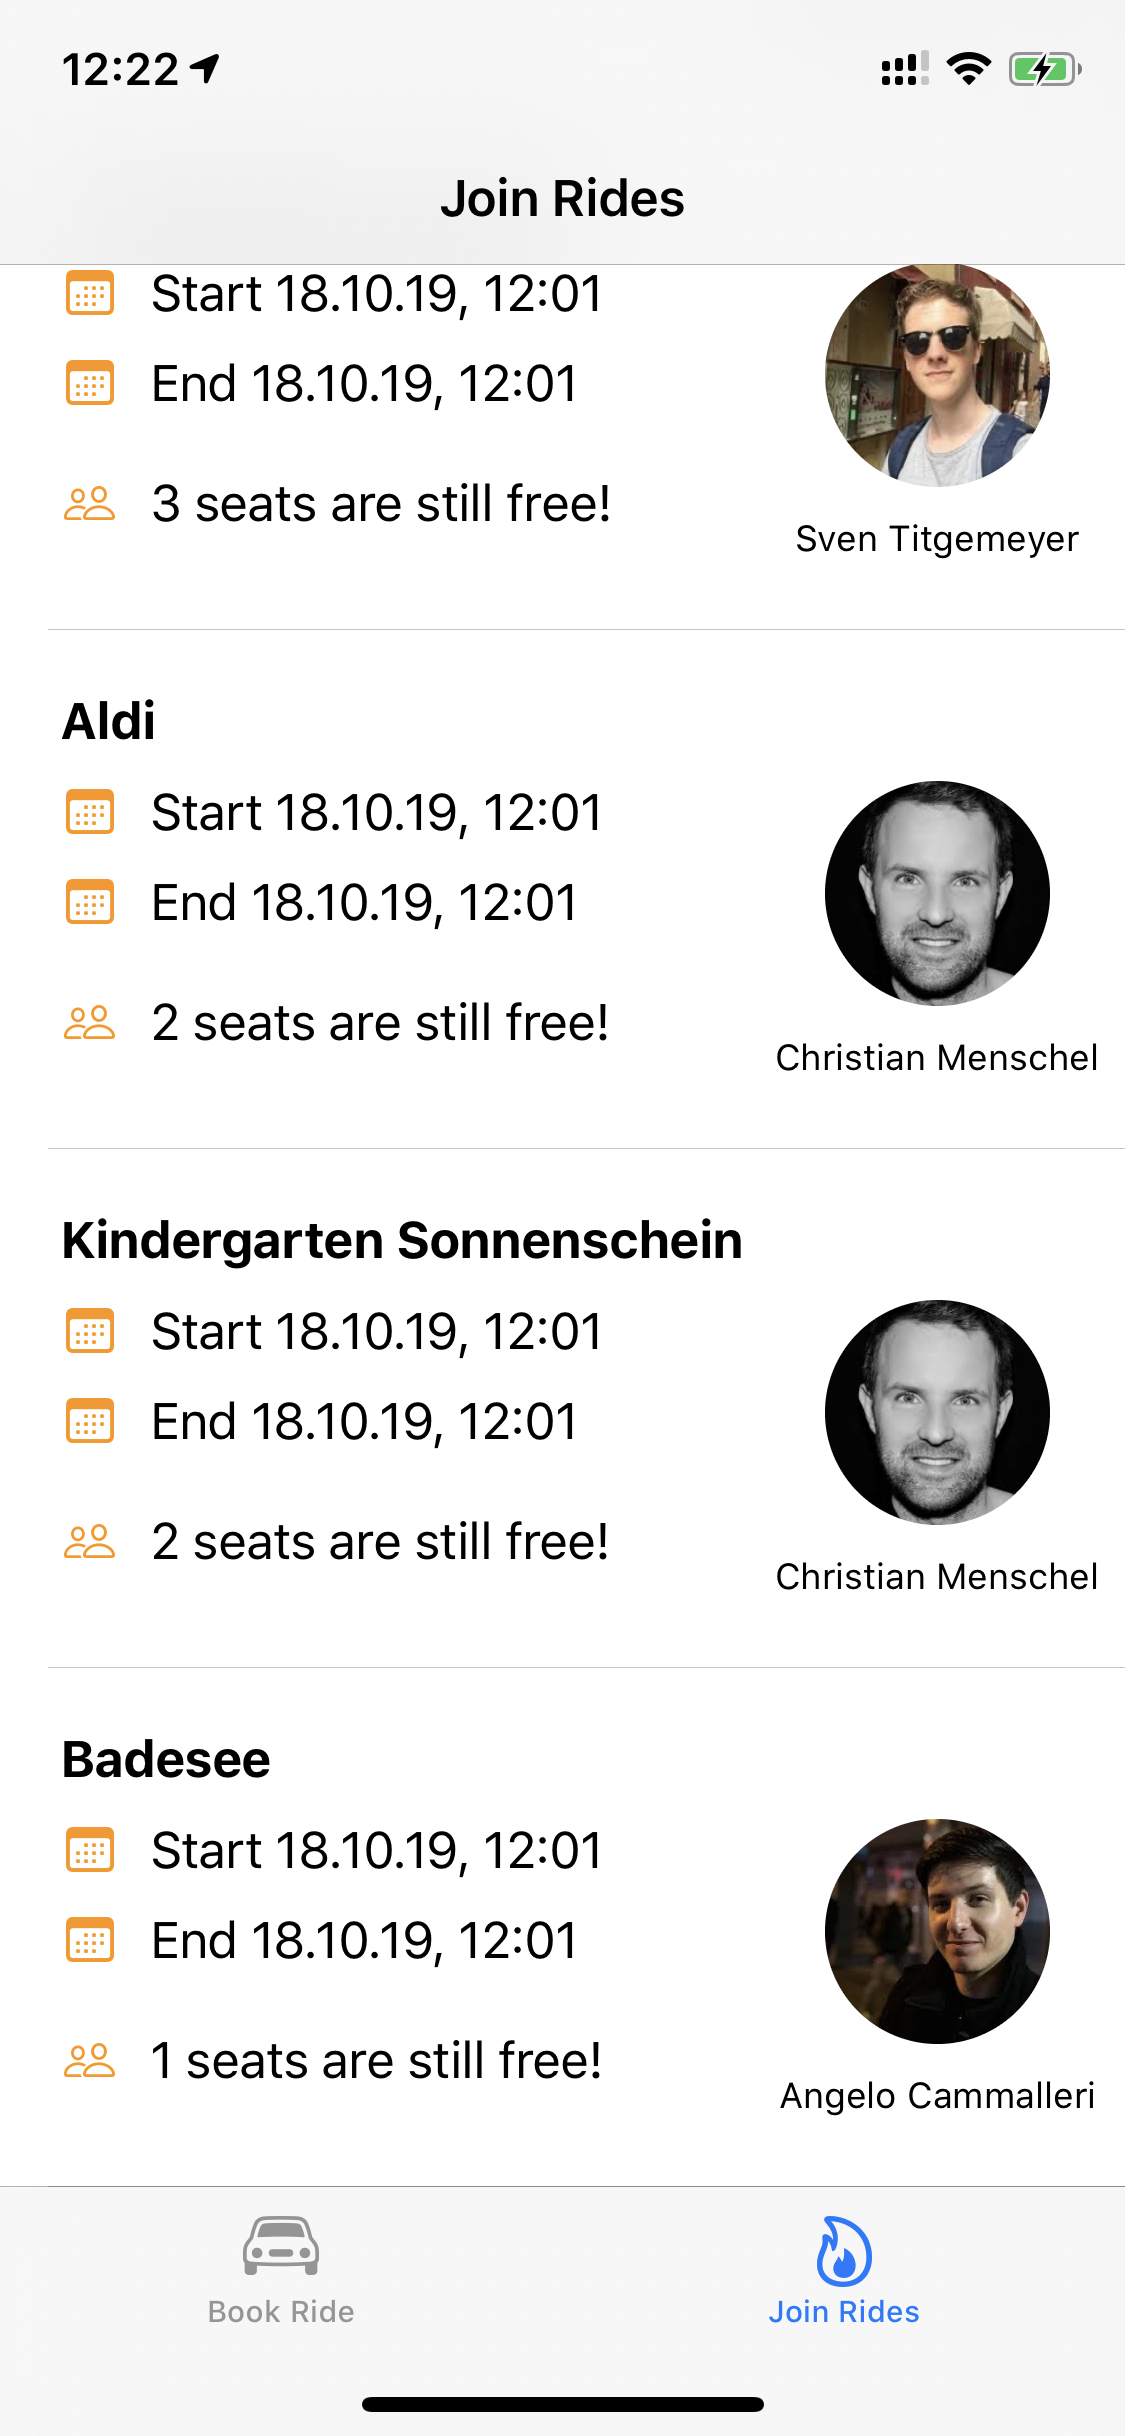 12:22
Join Rides
Start 18.10.19, 12:01
End 18.10.19, 12:01
3 seats are still free!
Sven Titgemeyer
Aldi
Start 18.10.19, 12:01
End 18.10.19, 12:01
2 seats are still free!
Christian Menschel
Kindergarten Sonnenschein
Start 18.10.19, 12:01
End 18.10.19, 12:01
2 seats are still free!
Christian Menschel
Badesee
Start 18.10.19, 12:01
End 18.10.19, 12:01
1 seats are still free!
Angelo Cammalleri
Book Ride
Join Rides